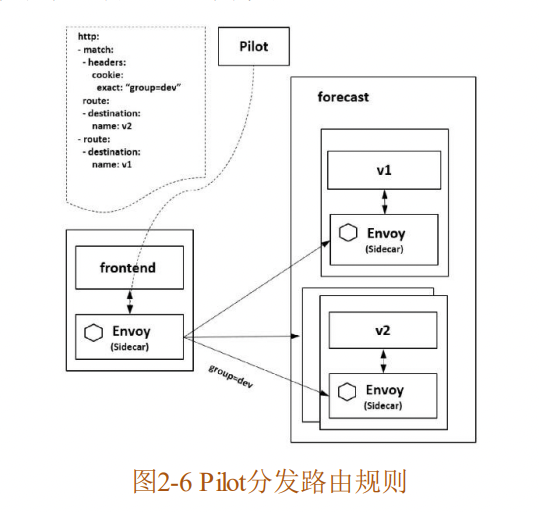 http:
- match:
- headers:
cookie:
exact: “group=dev”
route:
- destination:
name: v2
- route:
- destination:
name: v1
Pilot
forecast
v1
Envoy
(Sidecar)
frontend
Envoy
(Sidecar)
v2
Envoy
(Sidecar)
group=dev
图2-6 Pilot分发路由规则